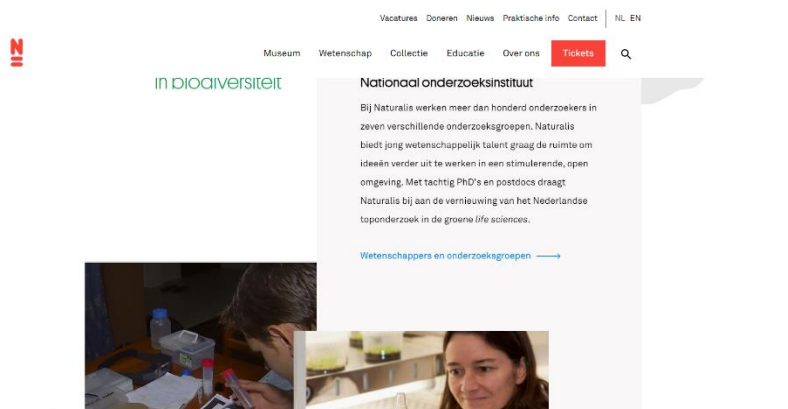 Vacatures Doneren Nieuws Praktische info Contact NL EN
N
Museum Wetenschap Collectie Educatie Over ons Tickets
in biodiversiteit
Nationaal onderzoeksinstituut
Bij Naturalis werken meer dan honderd onderzoekers in
zeven verschillende onderzoeksgroepen. Naturalis
biedt jong wetenschappelijk talent graag de ruimte om
ideeën verder uit te werken in een stimulerende, open
omgeving. Met tachtig PhD's en postdocs draagt
Naturalis bij aan de vernieuwing van het Nederlandse
toponderzoek in de groene life sciences.
Wetenschappers en onderzoeksgroepen